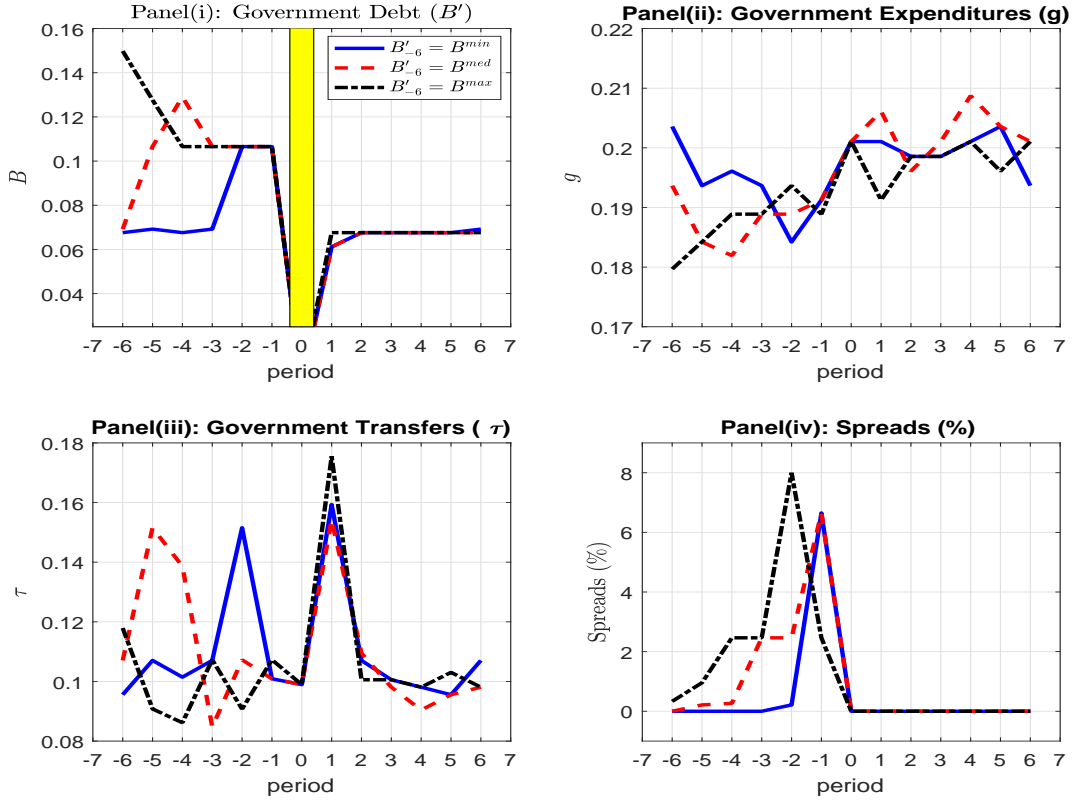 Panel(i): Government Debt (B′)
B′₋₆ = Bᵐⁱⁿ
B′₋₆ = Bᵐᵉᵈ
B′₋₆ = Bᵐᵃˣ
0.16
0.14
0.12
0.1
0.08
0.06
0.04
B
-7 -6 -5 -4 -3 -2 -1 0 1 2 3 4 5 6 7
period
Panel(ii): Government Expenditures (g)
0.22
0.21
0.2
0.19
0.18
0.17
g
-7 -6 -5 -4 -3 -2 -1 0 1 2 3 4 5 6 7
period
Panel(iii): Government Transfers ( τ)
0.18
0.16
0.14
0.12
0.1
0.08
τ
-7 -6 -5 -4 -3 -2 -1 0 1 2 3 4 5 6 7
period
Panel(iv): Spreads (%)
8
6
4
2
0
Spreads (%)
-7 -6 -5 -4 -3 -2 -1 0 1 2 3 4 5 6 7
period